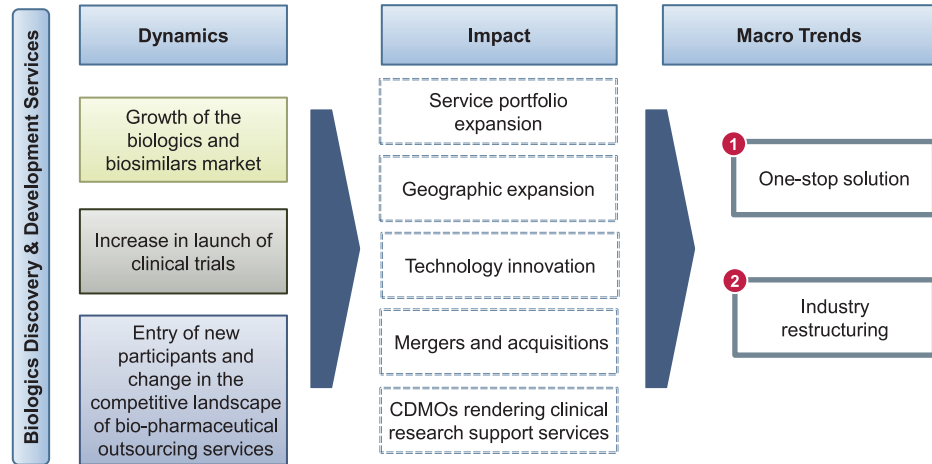 Biologics Discovery & Development Services
Dynamics
Growth of the
biologics and
biosimilars market
Increase in launch of
clinical trials
Entry of new
participants and
change in the
competitive landscape
of bio-pharmaceutical
outsourcing services
Impact
Service portfolio
expansion
Geographic expansion
Technology innovation
Mergers and acquisitions
CDMOs rendering clinical
research support services
Macro Trends
1
One-stop solution
2
Industry
restructuring